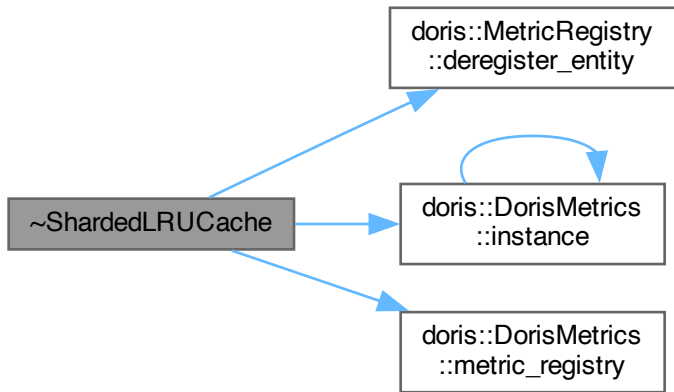 doris::MetricRegistry
::deregister_entity
~ShardedLRUCache
doris::DorisMetrics
::instance
doris::DorisMetrics
::metric_registry